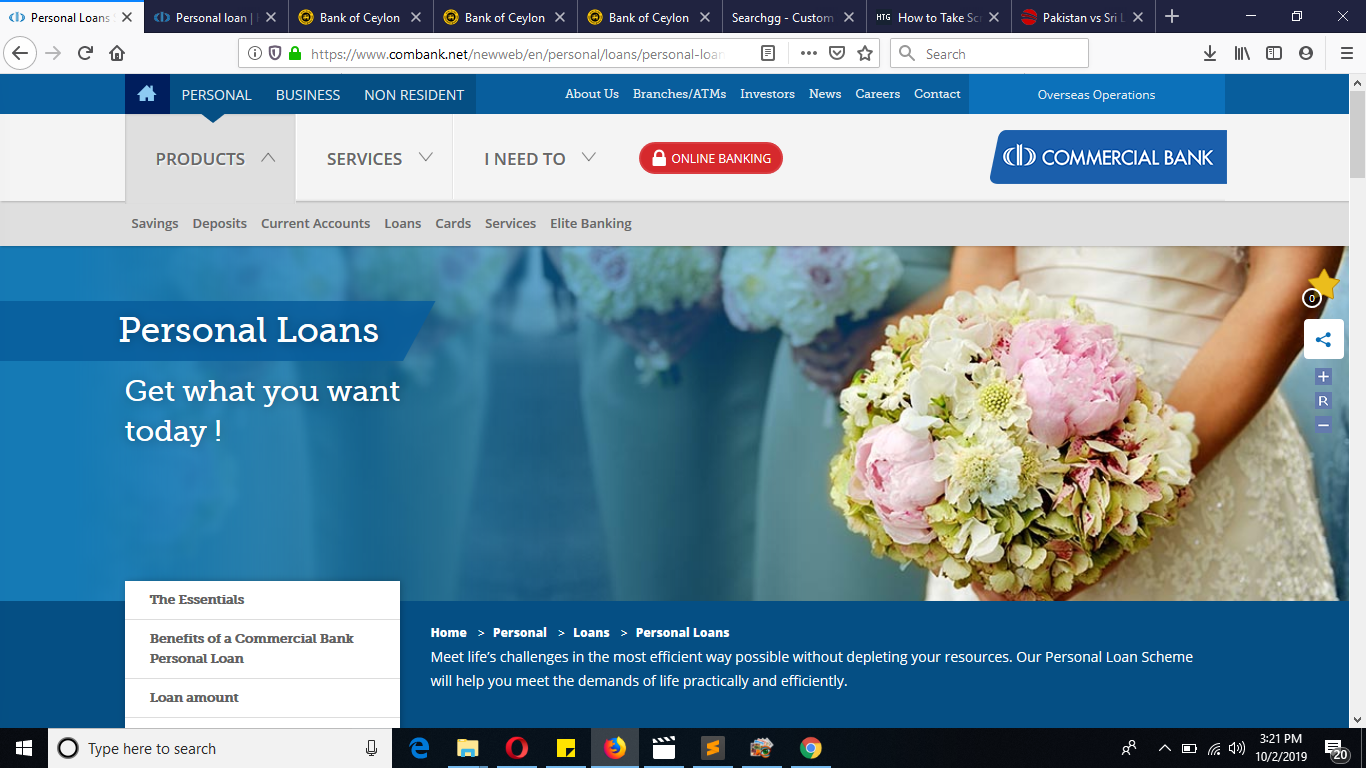 Personal Loans S
Personal loan | H
Bank of Ceylon
Bank of Ceylon
Bank of Ceylon
Searchgg - Custom
HTG How to Take Scr
Pakistan vs Sri L
https://www.combank.net/newweb/en/personal/loans/personal-loan
Search
PERSONAL BUSINESS NON RESIDENT
About Us Branches/ATMs Investors News Careers Contact
Overseas Operations
PRODUCTS SERVICES I NEED TO
ONLINE BANKING
COMMERCIAL BANK
Savings Deposits Current Accounts Loans Cards Services Elite Banking
0
Personal Loans
+
R
−
Get what you want
today !
The Essentials
Benefits of a Commercial Bank
Personal Loan
Loan amount
Home > Personal > Loans > Personal Loans
Meet life's challenges in the most efficient way possible without depleting your resources. Our Personal Loan Scheme
will help you meet the demands of life practically and efficiently.
Type here to search
3:21 PM
10/2/2019
20